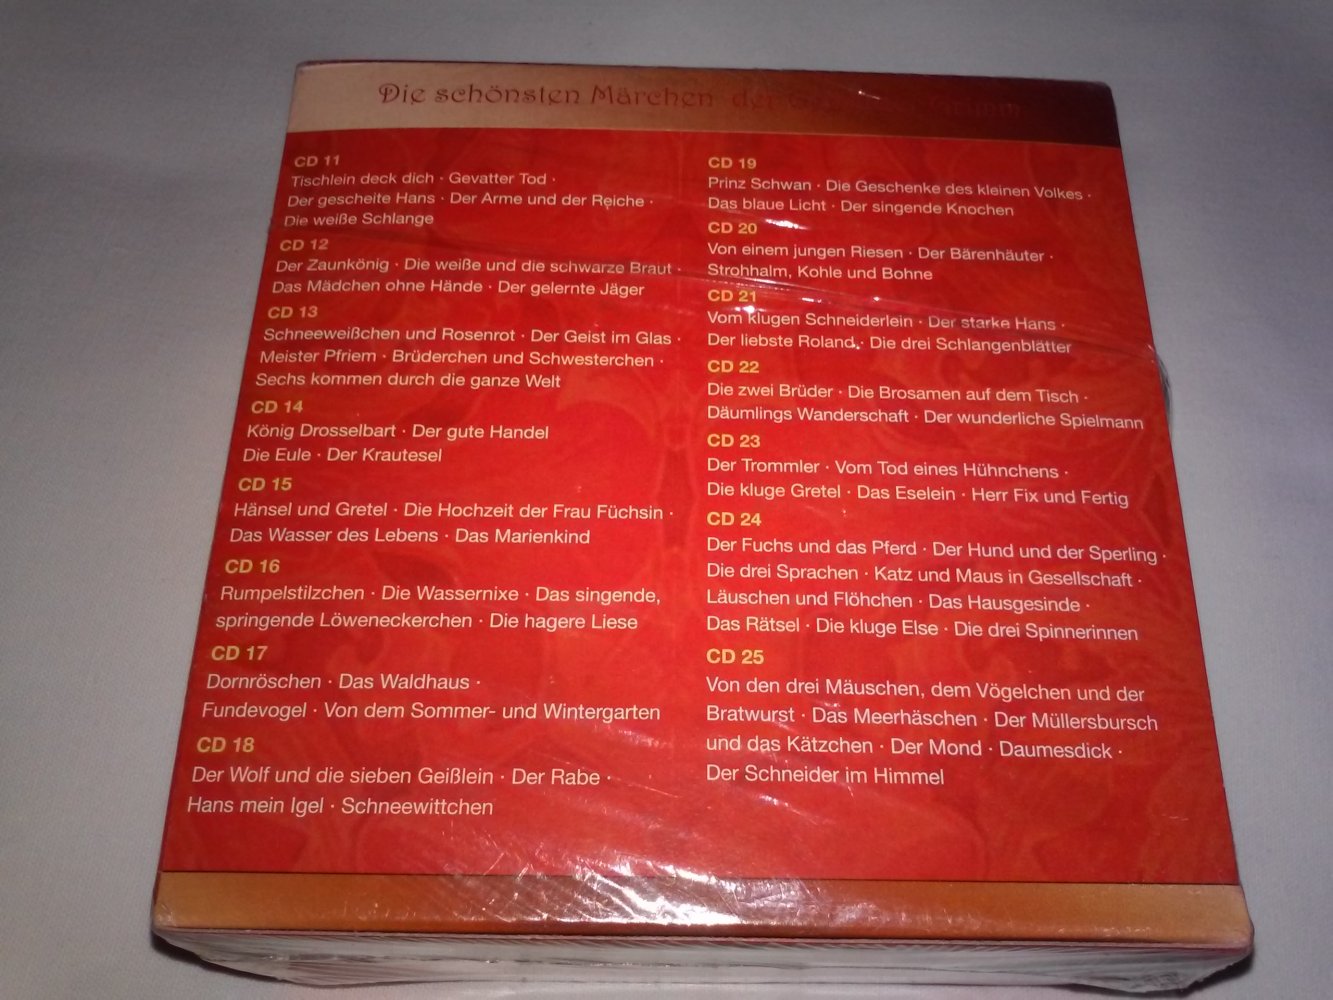 Die schönsten Märchen der
CD 11
Tischlein deck dich · Gevatter Tod ·
Der gescheite Hans · Der Arme und der Reiche ·
Die weiße Schlange
CD 12
Der Zaunkönig · Die weiße und die schwarze Braut ·
Das Mädchen ohne Hände · Der gelernte Jäger
CD 13
Schneeweißchen und Rosenrot · Der Geist im Glas ·
Meister Pfriem · Brüderchen und Schwesterchen ·
Sechs kommen durch die ganze Welt
CD 14
König Drosselbart · Der gute Handel
Die Eule · Der Krautesel
CD 15
Hänsel und Gretel · Die Hochzeit der Frau Füchsin ·
Das Wasser des Lebens · Das Marienkind
CD 16
Rumpelstilzchen · Die Wassernixe · Das singende,
springende Löweneckerchen · Die hagere Liese
CD 17
Dornröschen · Das Waldhaus ·
Fundevogel · Von dem Sommer- und Wintergarten
CD 18
Der Wolf und die sieben Geißlein · Der Rabe ·
Hans mein Igel · Schneewittchen
CD 19
Prinz Schwan · Die Geschenke des kleinen Volkes ·
Das blaue Licht · Der singende Knochen
CD 20
Von einem jungen Riesen · Der Bärenhäuter ·
Strohhalm, Kohle und Bohne
CD 21
Vom klugen Schneiderlein · Der starke Hans ·
Der liebste Roland · Die drei Schlangenblätter
CD 22
Die zwei Brüder · Die Brosamen auf dem Tisch ·
Däumlings Wanderschaft · Der wunderliche Spielmann
CD 23
Der Trommler · Vom Tod eines Hühnchens ·
Die kluge Gretel · Das Eselein · Herr Fix und Fertig
CD 24
Der Fuchs und das Pferd · Der Hund und der Sperling ·
Die drei Sprachen · Katz und Maus in Gesellschaft ·
Läuschen und Flöhchen · Das Hausgesinde ·
Das Rätsel · Die kluge Else · Die drei Spinnerinnen
CD 25
Von den drei Mäuschen, dem Vögelchen und der
Bratwurst · Das Meerhäschen · Der Müllersbursch
und das Kätzchen · Der Mond · Daumesdick ·
Der Schneider im Himmel